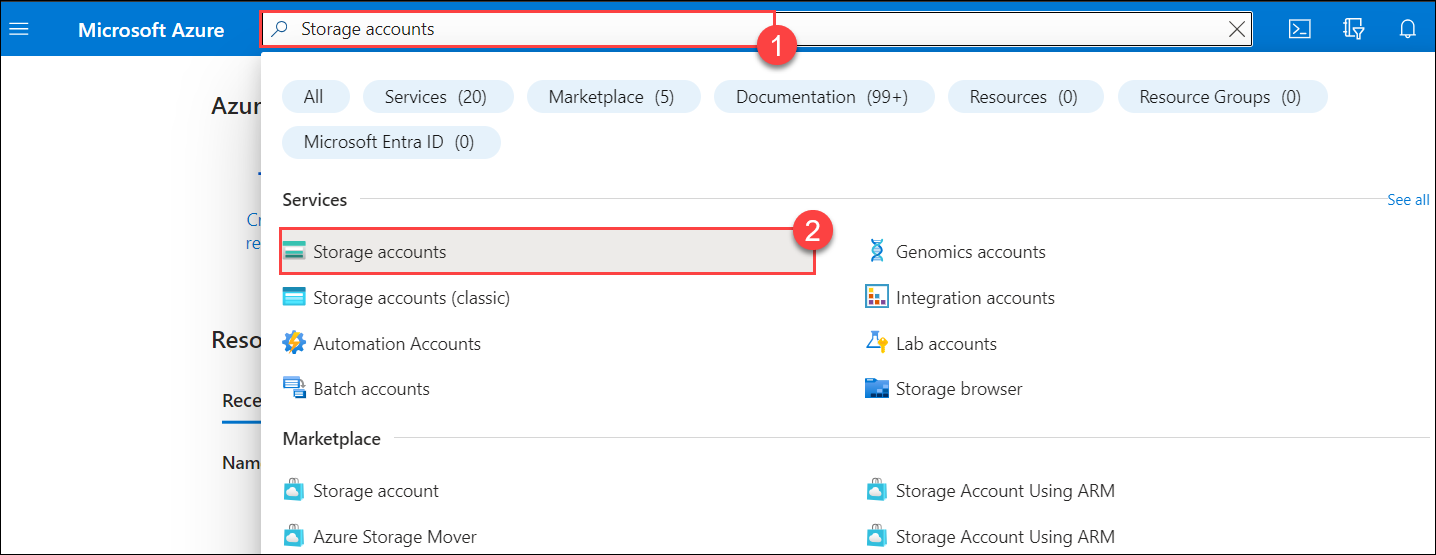 Microsoft Azure
Storage accounts
1
All
Services (20)
Marketplace (5)
Documentation (99+)
Resources (0)
Resource Groups (0)
Microsoft Entra ID (0)
Azur
Cr
re
Reso
Rece
Nam
Services
See all
2
Storage accounts
Genomics accounts
Storage accounts (classic)
Integration accounts
Automation Accounts
Lab accounts
Batch accounts
Storage browser
Marketplace
Storage account
Storage Account Using ARM
Azure Storage Mover
Storage Account Using ARM